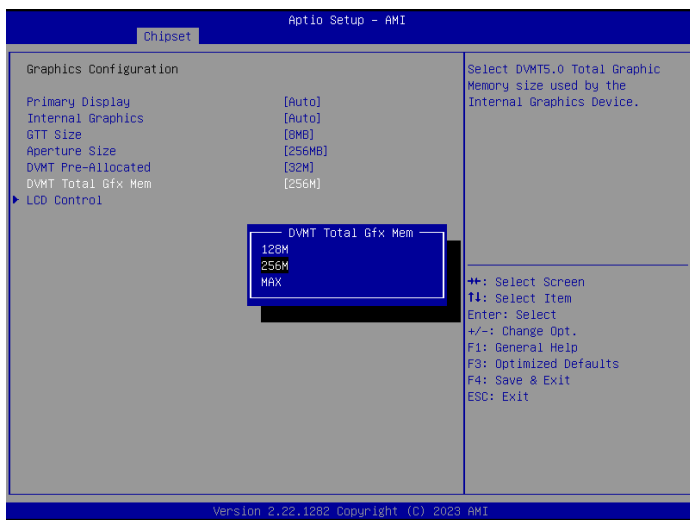 Aptio Setup – AMI
Chipset
Graphics Configuration
Primary Display [Auto]
Internal Graphics [Auto]
GTT Size [8MB]
Aperture Size [256MB]
DVMT Pre-Allocated [32M]
DVMT Total Gfx Mem [256M]
LCD Control
DVMT Total Gfx Mem
128M
256M
MAX
Select DVMT5.0 Total Graphic
Memory size used by the
Internal Graphics Device.
→←: Select Screen
↑↓: Select Item
Enter: Select
+/-: Change Opt.
F1: General Help
F3: Optimized Defaults
F4: Save & Exit
ESC: Exit
Version 2.22.1282 Copyright (C) 2023 AMI